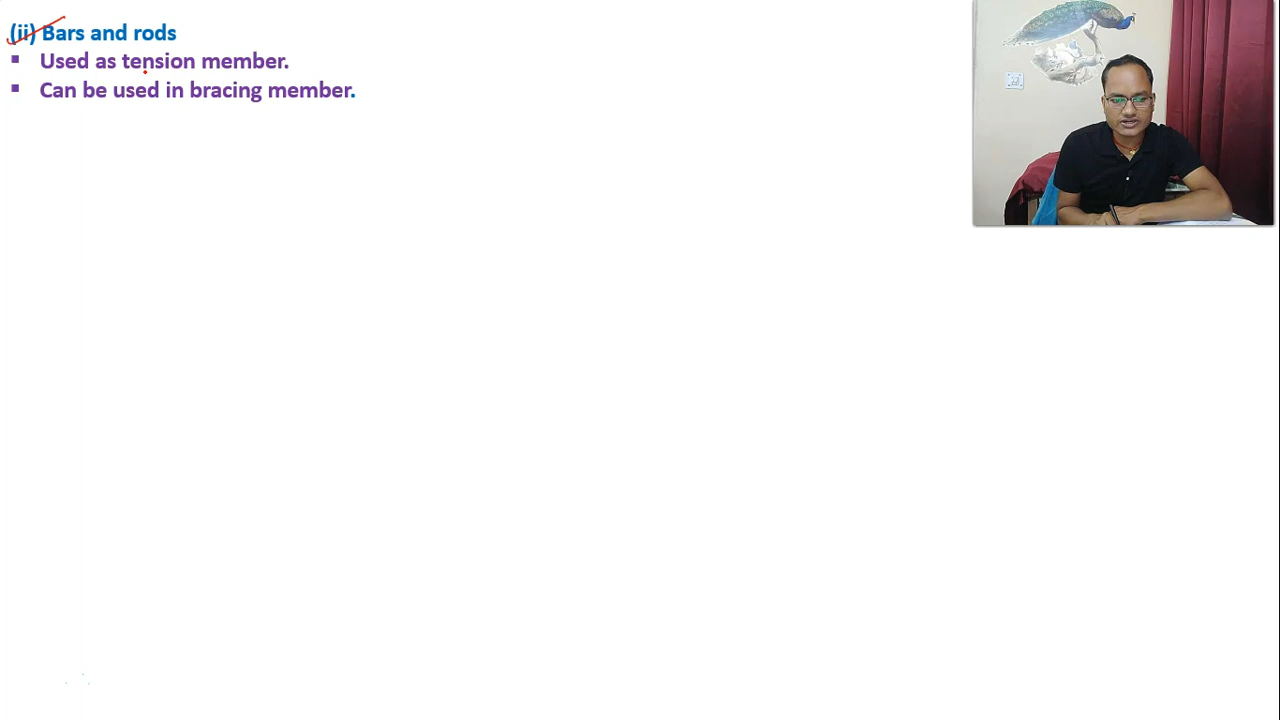 (ii) Bars and rods
▪ Used as tension member.
▪ Can be used in bracing member.